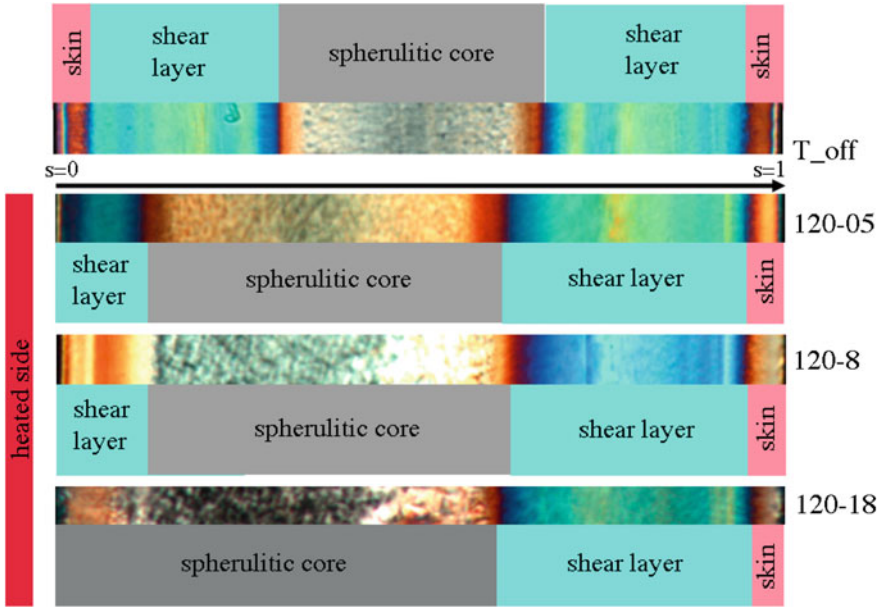 skin
shear
layer
spherulitic core
shear
layer
skin
T_off
s=0
s=1
120-05
shear
layer
spherulitic core
shear layer
skin
heated side
120-8
shear
layer
spherulitic core
shear layer
skin
120-18
spherulitic core
shear layer
skin